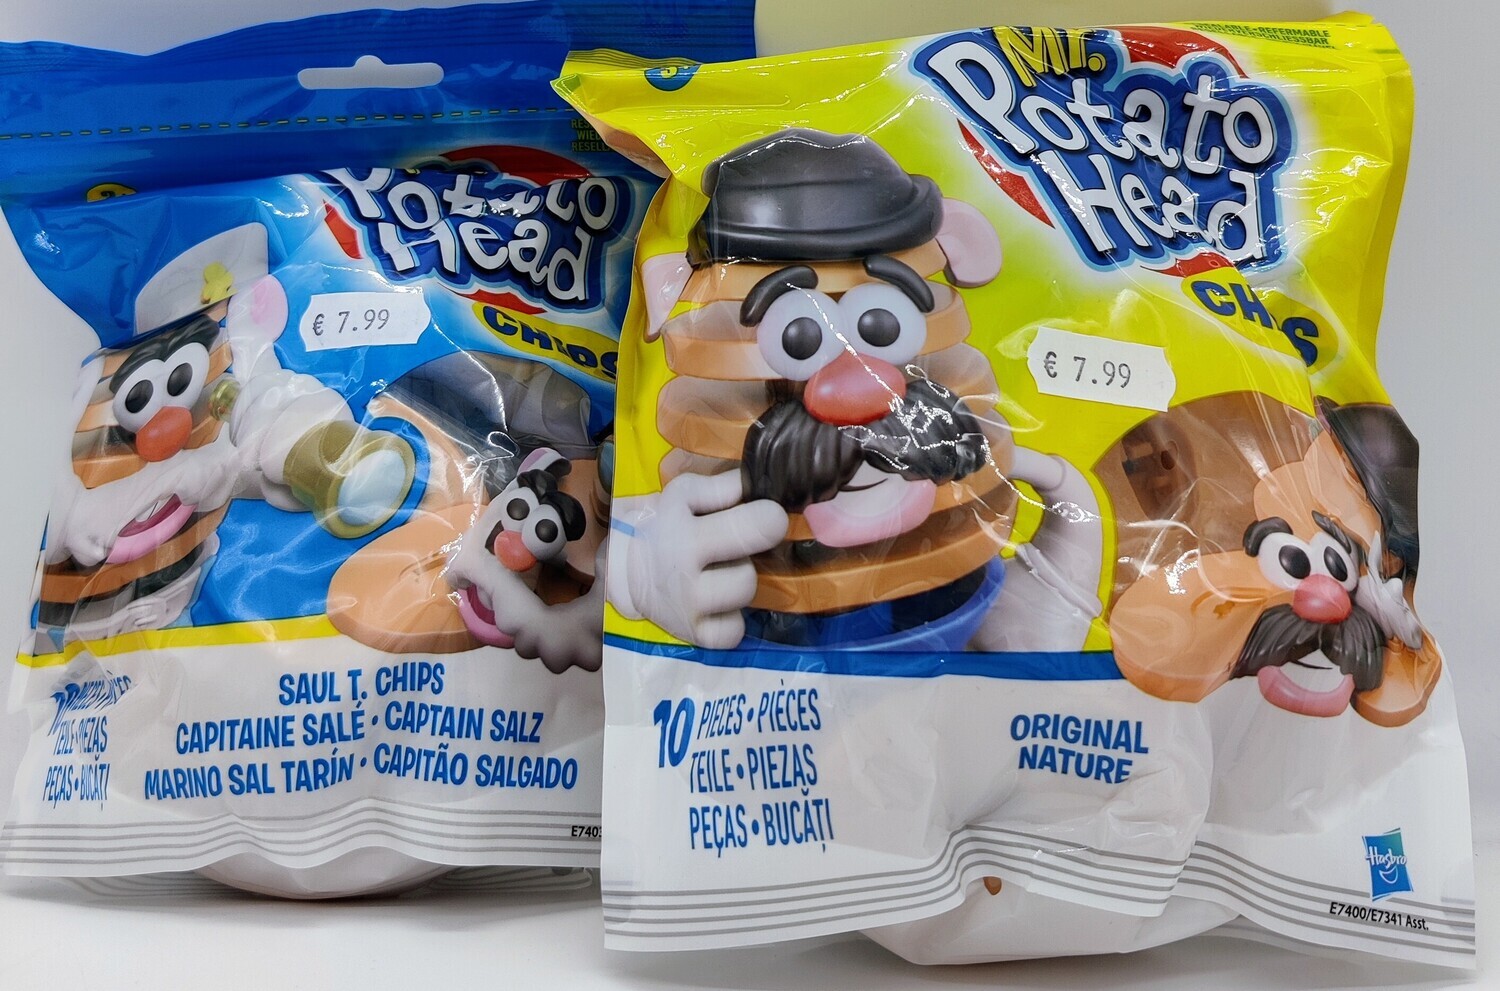 Potato
Head
CHIPS
€ 7.99
SAUL T. CHIPS
CAPITAINE SALÉ • CAPTAIN SALZ
MARINO SAL TARÍN • CAPITÃO SALGADO
10
TEILE • PIEZAS
PEÇAS • BUCĂȚI
E7403
Mr.
Potato
Head
CHIPS
€ 7.99
10 PIECES • PIÈCES
TEILE • PIEZAS
PEÇAS • BUCĂȚI
ORIGINAL
NATURE
Hasbro
E7400/E7341 Asst.